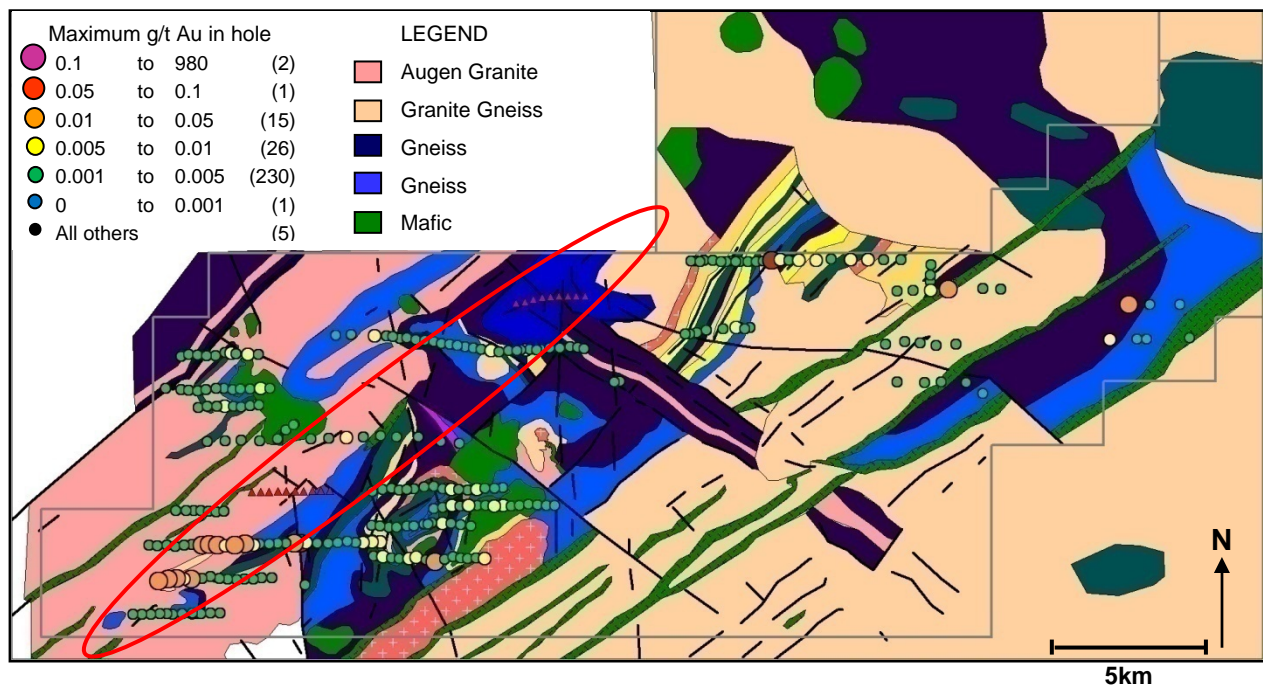 Maximum g/t Au in hole
0.1 to 980 (2)
0.05 to 0.1 (1)
0.01 to 0.05 (15)
0.005 to 0.01 (26)
0.001 to 0.005 (230)
0 to 0.001 (1)
All others (5)
LEGEND
Augen Granite
Granite Gneiss
Gneiss
Gneiss
Mafic
N
5km